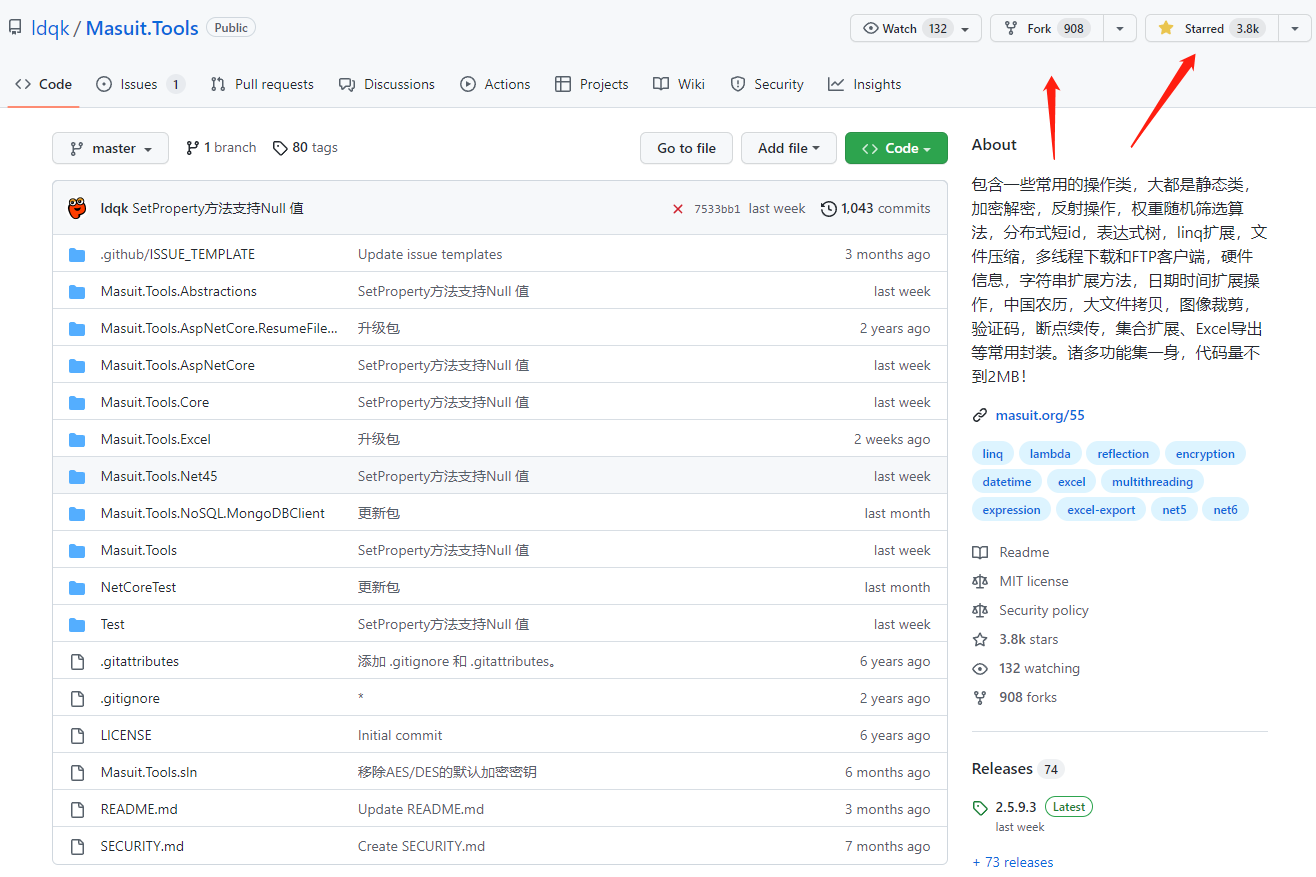 ldqk / Masuit.Tools Public Watch 132 Fork 908 Starred 3.8k
Code Issues 1 Pull requests Discussions Actions Projects Wiki Security Insights
master 1 branch 80 tags Go to file Add file Code
ldqk SetProperty方法支持Null 值 7533bb1 last week 1,043 commits
.github/ISSUE_TEMPLATE Update issue templates 3 months ago
Masuit.Tools.Abstractions SetProperty方法支持Null 值 last week
Masuit.Tools.AspNetCore.ResumeFile... 升级包 2 years ago
Masuit.Tools.AspNetCore SetProperty方法支持Null 值 last week
Masuit.Tools.Core SetProperty方法支持Null 值 last week
Masuit.Tools.Excel 升级包 2 weeks ago
Masuit.Tools.Net45 SetProperty方法支持Null 值 last week
Masuit.Tools.NoSQL.MongoDBClient 更新包 last month
Masuit.Tools SetProperty方法支持Null 值 last week
NetCoreTest 更新包 last month
Test SetProperty方法支持Null 值 last week
.gitattributes 添加 .gitignore 和 .gitattributes。 6 years ago
.gitignore * 2 years ago
LICENSE Initial commit 6 years ago
Masuit.Tools.sln 移除AES/DES的默认加密密钥 6 months ago
README.md Update README.md 3 months ago
SECURITY.md Create SECURITY.md 7 months ago
About
包含一些常用的操作类，大都是静态类，
加密解密，反射操作，权重随机筛选算
法，分布式短id，表达式树，linq扩展，文
件压缩，多线程下载和FTP客户端，硬件
信息，字符串扩展方法，日期时间扩展操
作，中国农历，大文件拷贝，图像裁剪，
验证码，断点续传，集合扩展、Excel导出
等常用封装。诸多功能集一身，代码量不
到2MB！
masuit.org/55
linq lambda reflection encryption
datetime excel multithreading
expression excel-export net5 net6
Readme
MIT license
Security policy
3.8k stars
132 watching
908 forks
Releases 74
2.5.9.3 Latest
last week
+ 73 releases